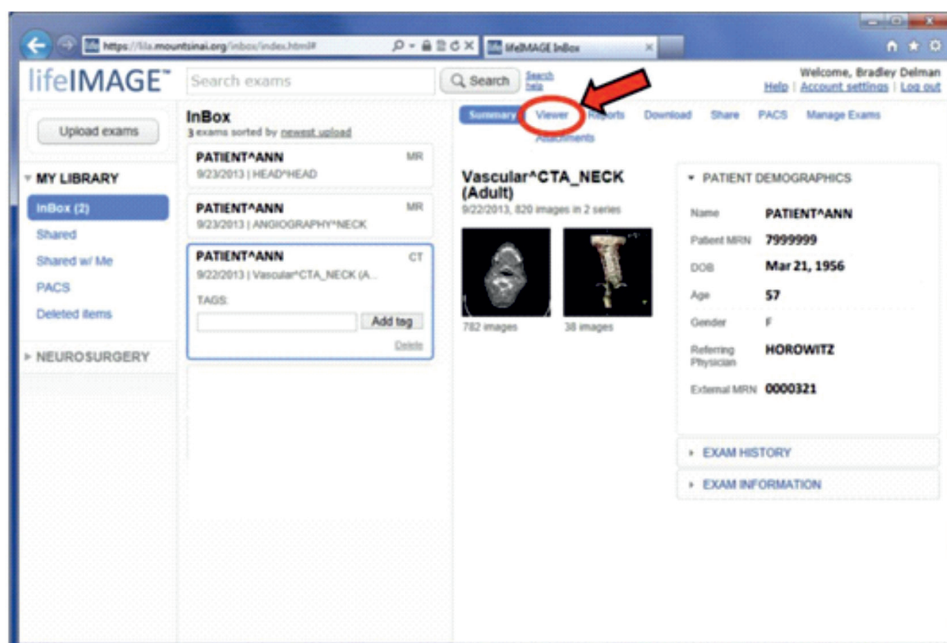 https://lila.mountsinai.org/inbox/index.html#
lifeIMAGE InBox
lifeIMAGE™
Search exams
Search
Search help
Welcome, Bradley Delman
Help | Account settings | Log out
Upload exams
MY LIBRARY
InBox (2)
Shared
Shared w/ Me
PACS
Deleted items
NEUROSURGERY
InBox
3 exams sorted by newest upload
PATIENT^ANN MR
9/23/2013 | HEAD^HEAD
PATIENT^ANN MR
9/23/2013 | ANGIOGRAPHY^NECK
PATIENT^ANN CT
9/22/2013 | Vascular^CTA_NECK (A...
TAGS:
Add tag
Delete
Summary Viewer Reports Download Share PACS Manage Exams
Attachments
Vascular^CTA_NECK
(Adult)
9/22/2013, 820 images in 2 series
782 images 38 images
PATIENT DEMOGRAPHICS
Name PATIENT^ANN
Patient MRN 7999999
DOB Mar 21, 1956
Age 57
Gender F
Referring Physician HOROWITZ
External MRN 0000321
EXAM HISTORY
EXAM INFORMATION